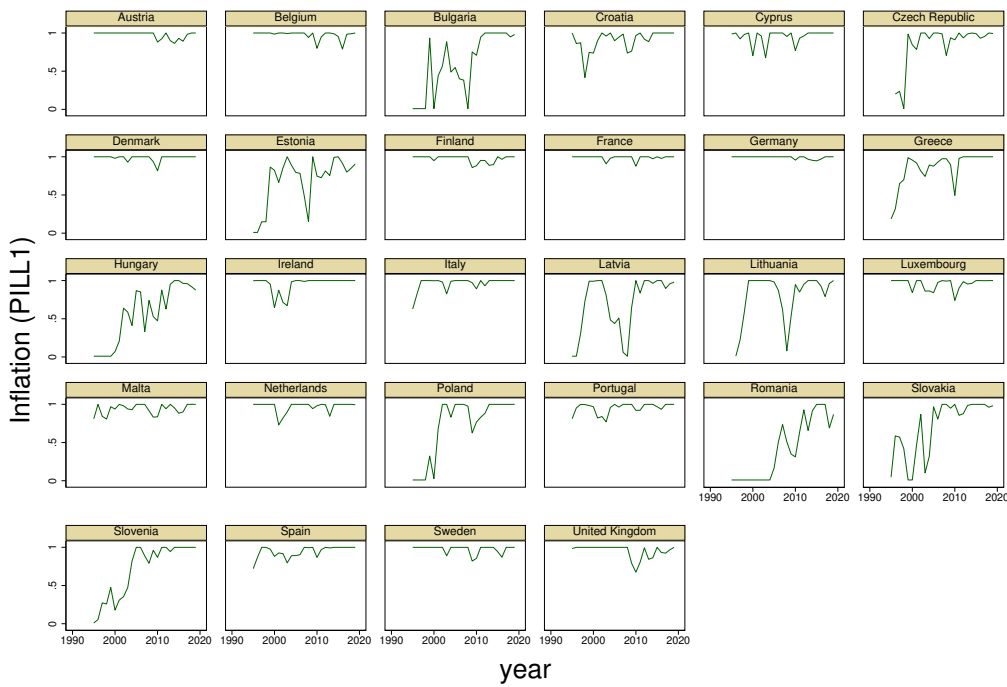 Austria Belgium Bulgaria Croatia Cyprus Czech Republic
0 .5 1
Denmark Estonia Finland France Germany Greece
0 .5 1
Hungary Ireland Italy Latvia Lithuania Luxembourg
0 .5 1
Malta Netherlands Poland Portugal Romania Slovakia
0 .5 1
1990 2000 2010 2020 1990 2000 2010 2020
Slovenia Spain Sweden United Kingdom
0 .5 1
1990 2000 2010 2020 1990 2000 2010 2020 1990 2000 2010 2020 1990 2000 2010 2020
Inflation (PILL1)
year